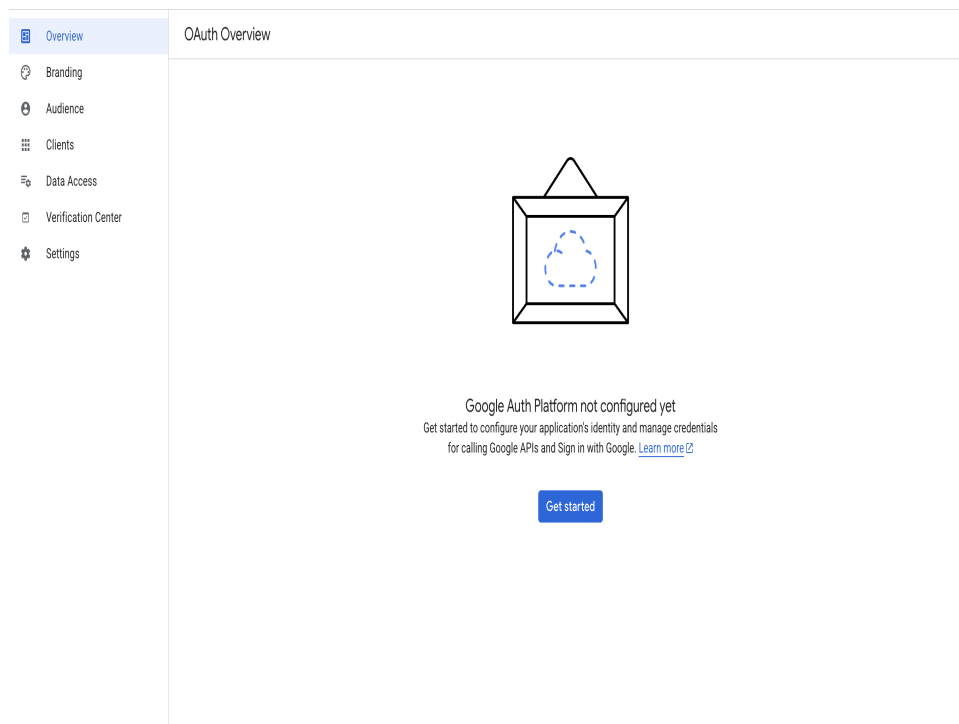 Overview
Branding
Audience
Clients
Data Access
Verification Center
Settings
OAuth Overview
Google Auth Platform not configured yet
Get started to configure your application's identity and manage credentials
for calling Google APIs and Sign in with Google. Learn more
Get started